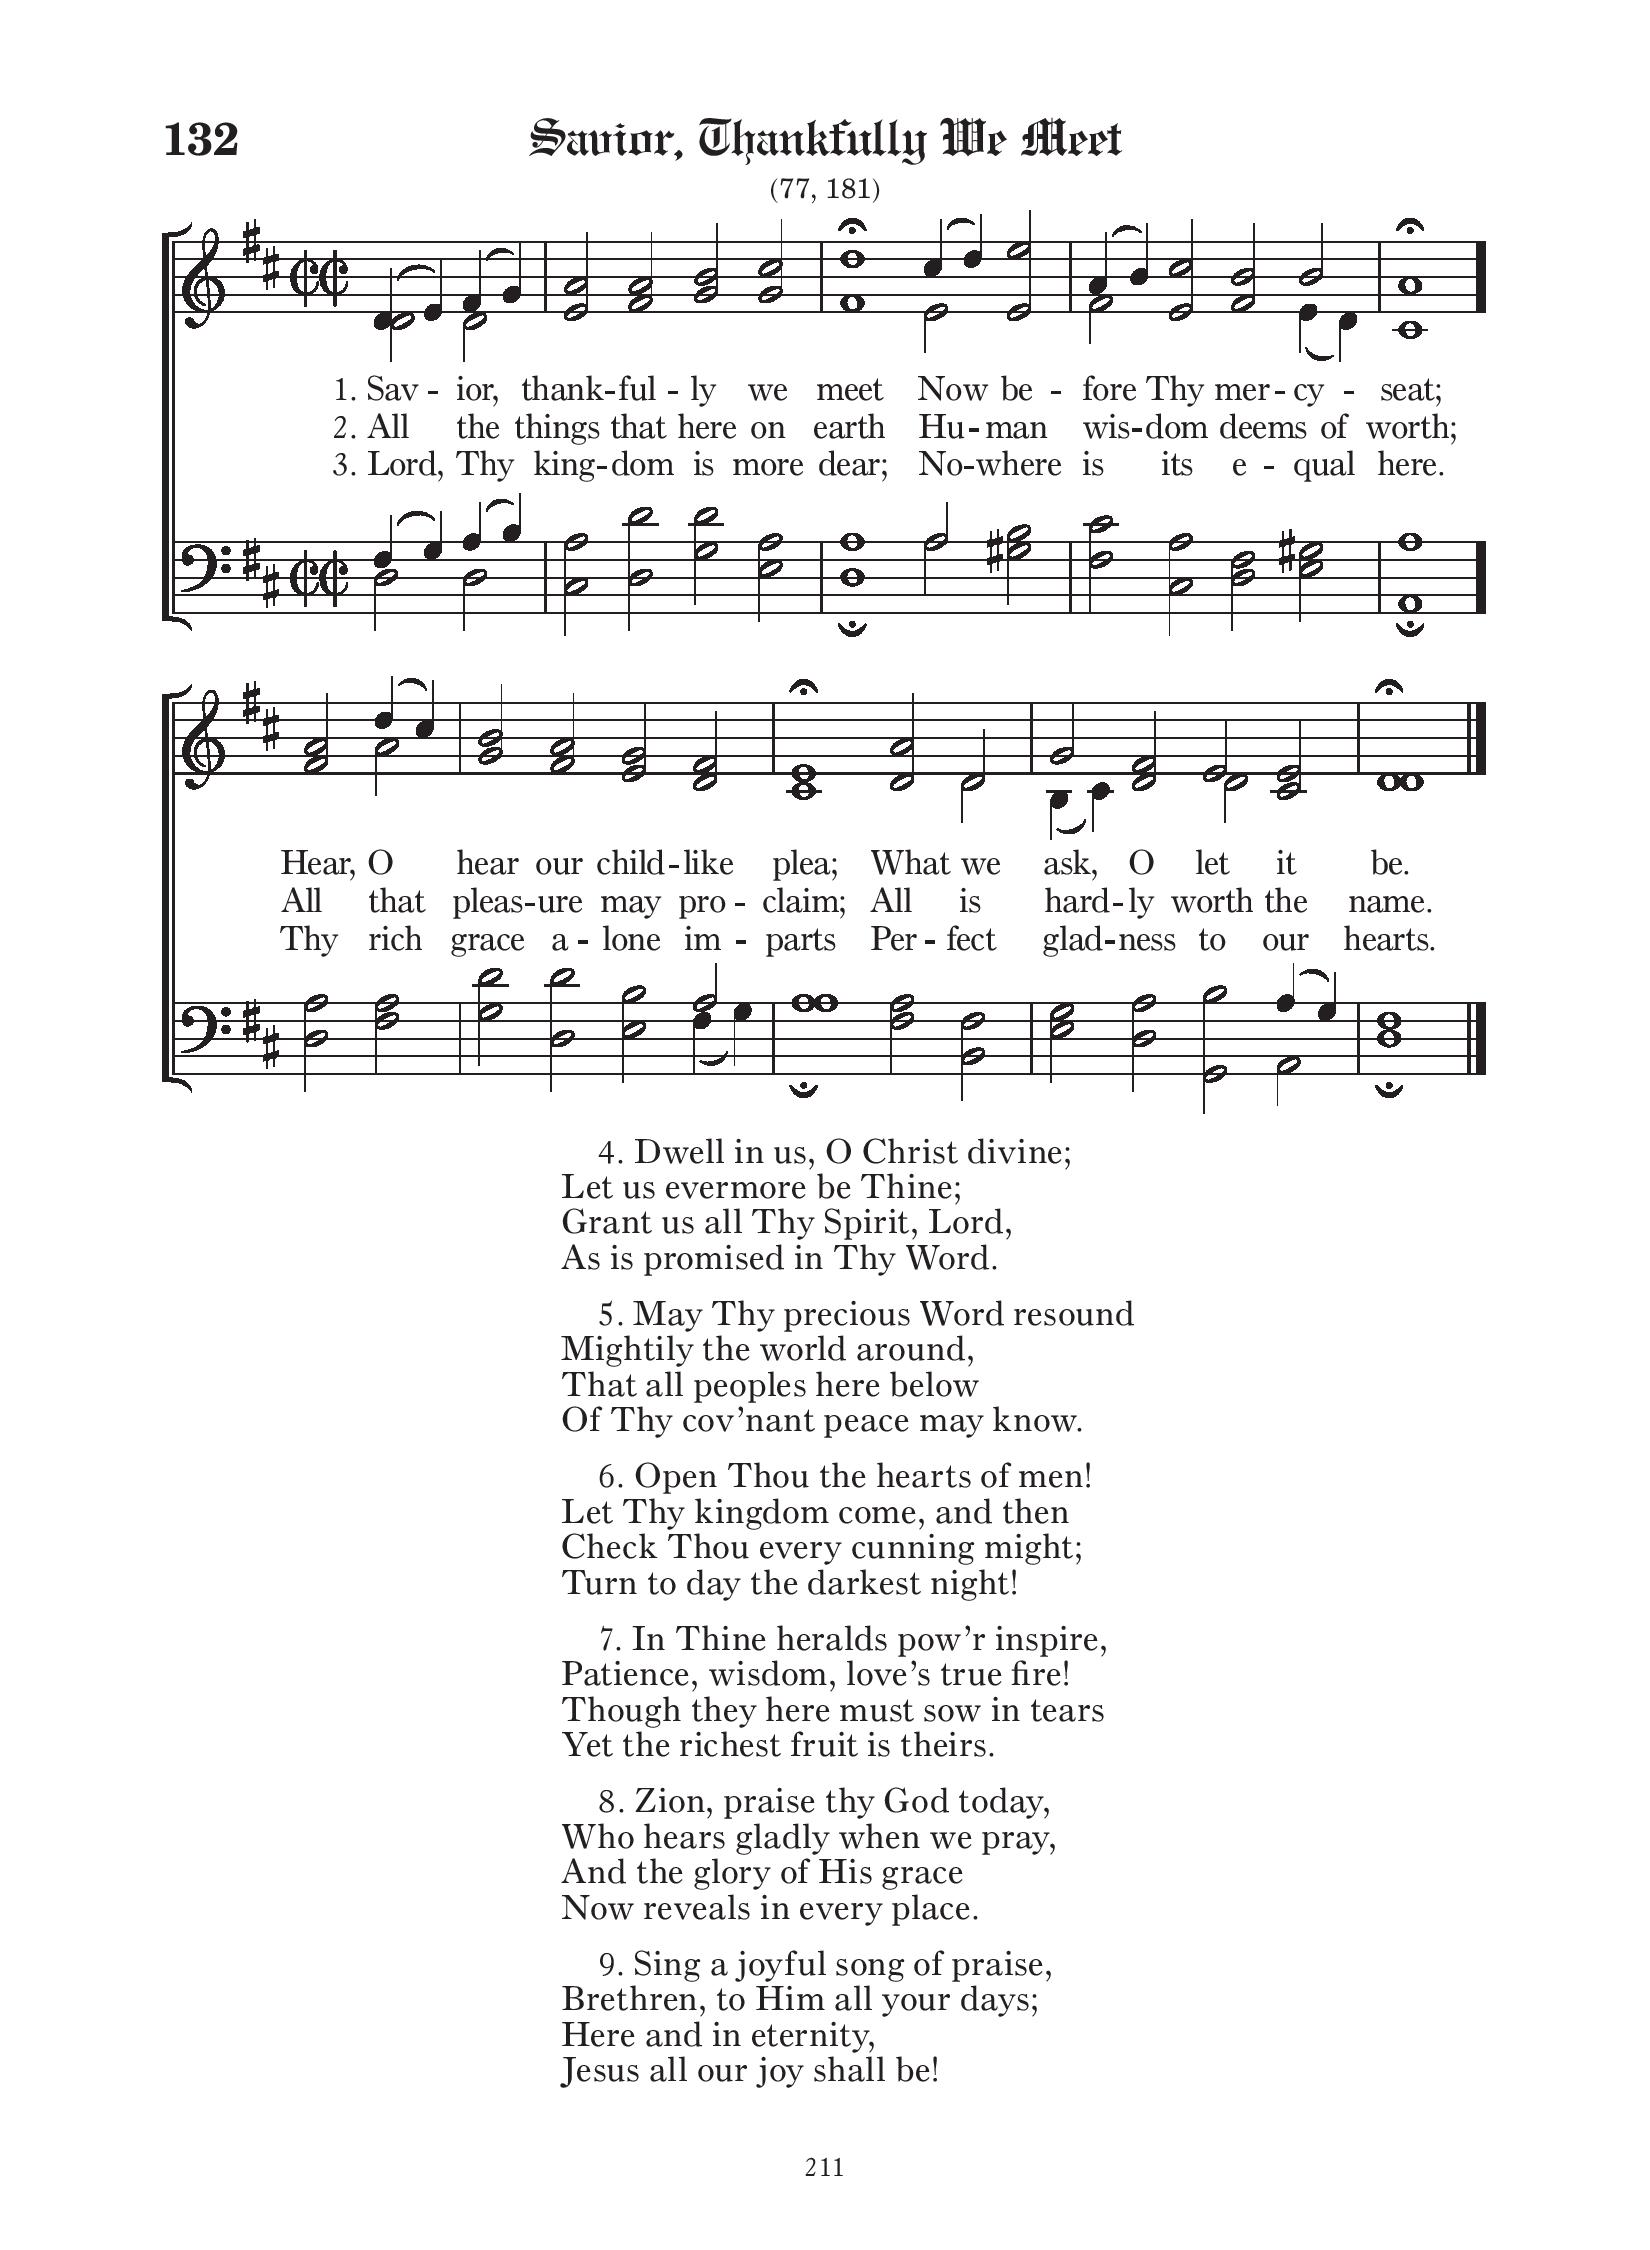 132
Savior, Thankfully We Meet
(77, 181)
1. Sav - ior, thank-ful - ly we meet Now be - fore Thy mer - cy - seat;
2. All the things that here on earth Hu - man wis-dom deems of worth;
3. Lord, Thy king-dom is more dear; No-where is its e - qual here.
Hear, O hear our child-like plea; What we ask, O let it be.
All that pleas-ure may pro - claim; All is hard-ly worth the name.
Thy rich grace a - lone im - parts Per - fect glad-ness to our hearts.
4. Dwell in us, O Christ divine;
Let us evermore be Thine;
Grant us all Thy Spirit, Lord,
As is promised in Thy Word.
5. May Thy precious Word resound
Mightily the world around,
That all peoples here below
Of Thy cov’nant peace may know.
6. Open Thou the hearts of men!
Let Thy kingdom come, and then
Check Thou every cunning might;
Turn to day the darkest night!
7. In Thine heralds pow’r inspire,
Patience, wisdom, love’s true fire!
Though they here must sow in tears
Yet the richest fruit is theirs.
8. Zion, praise thy God today,
Who hears gladly when we pray,
And the glory of His grace
Now reveals in every place.
9. Sing a joyful song of praise,
Brethren, to Him all your days;
Here and in eternity,
Jesus all our joy shall be!
211